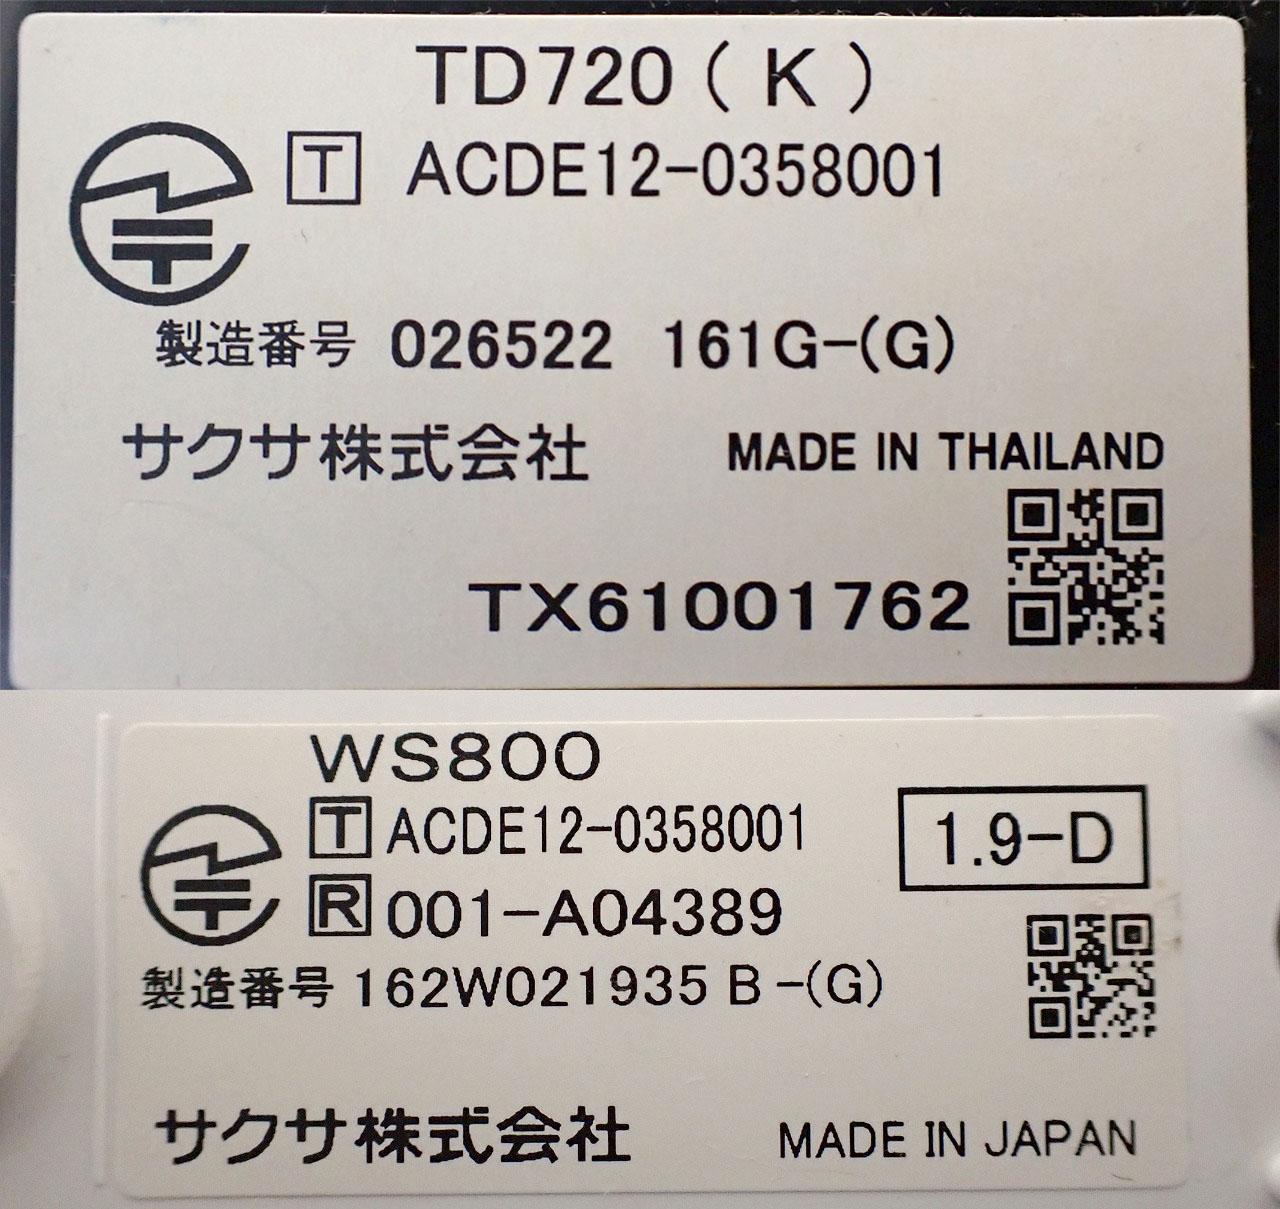 TD720 ( K )
T ACDE12-0358001
製造番号 026522 161G-(G)
サクサ株式会社 MADE IN THAILAND
TX61001762
WS800
T ACDE12-0358001
1.9-D
R 001-A04389
製造番号 162W021935 B -(G)
サクサ株式会社 MADE IN JAPAN